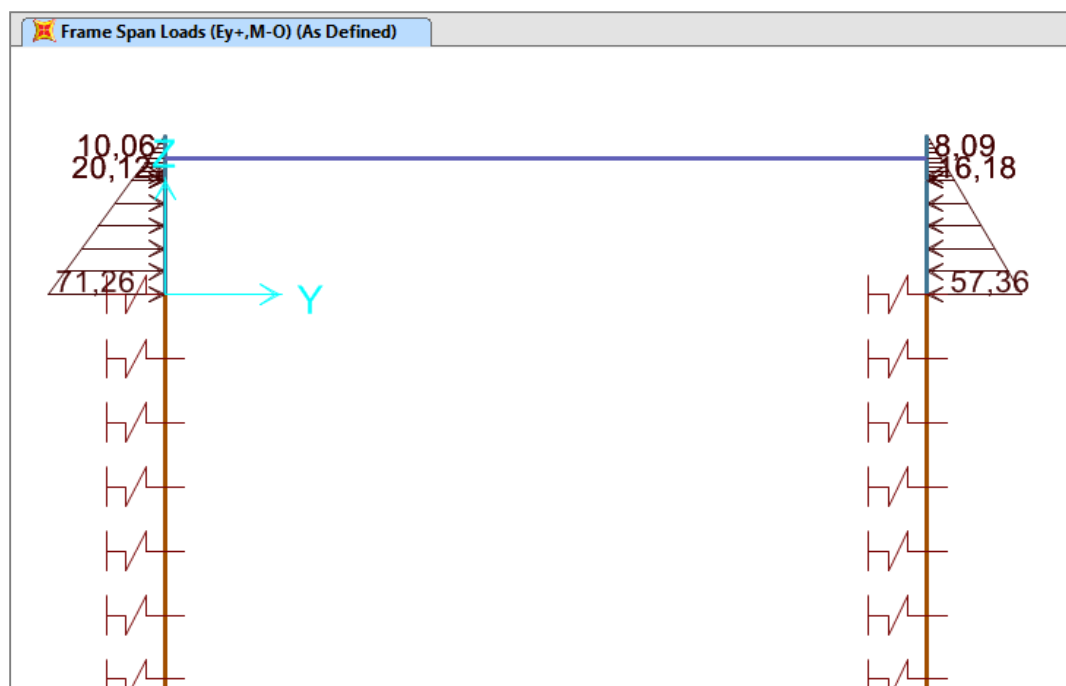 Frame Span Loads (Ey+,M-O) (As Defined)
10,06 Z 8,09
20,12 16,18
71,26 57,36
Y